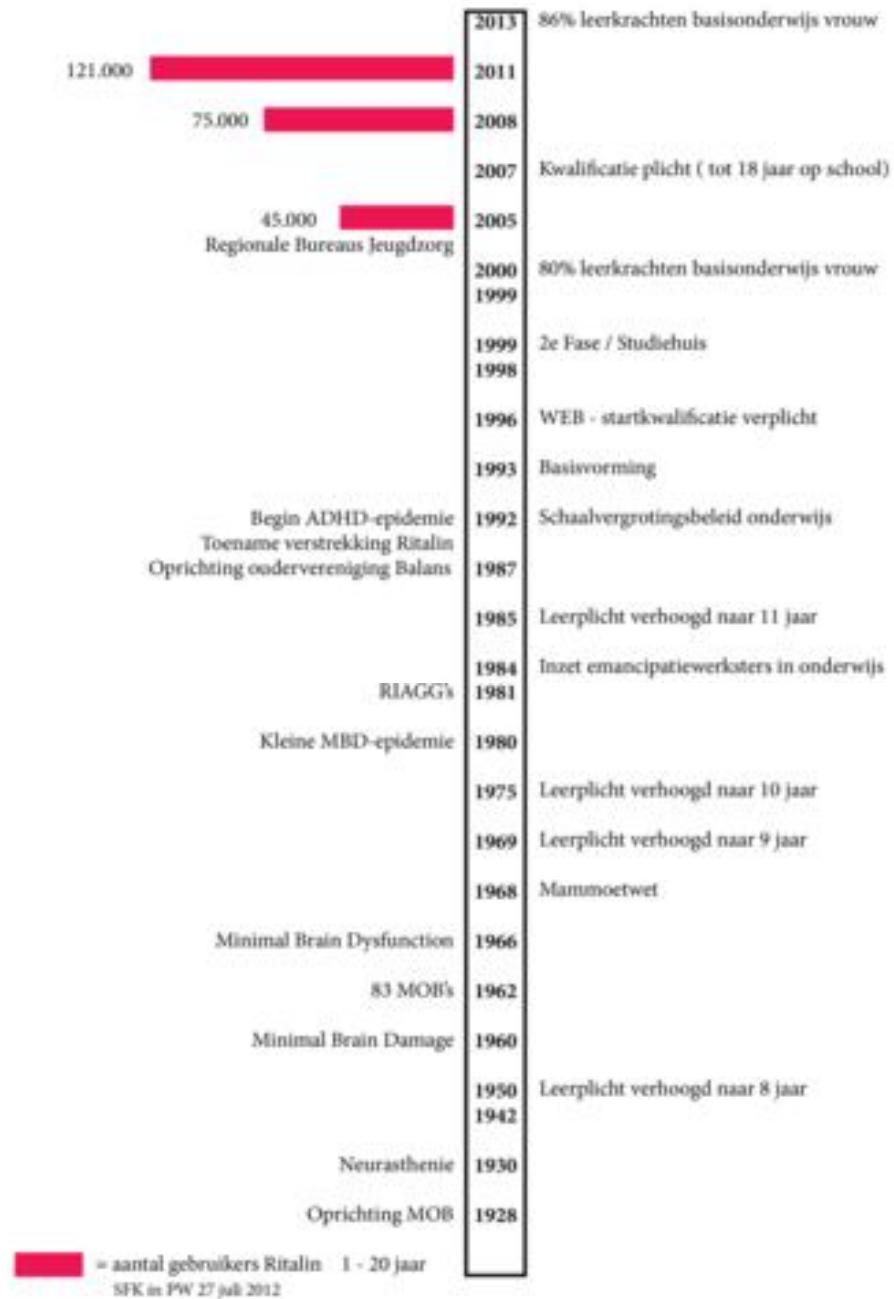 2013 86% leerkrachten basisonderwijs vrouw
121.000 2011
75.000 2008
2007 Kwalificatie plicht ( tot 18 jaar op school)
45.000 2005
Regionale Bureaus Jeugdzorg
2000 80% leerkrachten basisonderwijs vrouw
1999
1999 2e Fase / Studiehuis
1998
1996 WEB - startkwalificatie verplicht
1993 Basisvorming
Begin ADHD-epidemie 1992 Schaalvergrotingsbeleid onderwijs
Toename verstrekking Ritalin
Oprichting oudervereniging Balans 1987
1985 Leerplicht verhoogd naar 11 jaar
1984 Inzet emancipatiewerksters in onderwijs
RIAGG's 1981
Kleine MBD-epidemie 1980
1975 Leerplicht verhoogd naar 10 jaar
1969 Leerplicht verhoogd naar 9 jaar
1968 Mammoetwet
Minimal Brain Dysfunction 1966
83 MOB's 1962
Minimal Brain Damage 1960
1950 Leerplicht verhoogd naar 8 jaar
1942
Neurasthenie 1930
Oprichting MOB 1928
= aantal gebruikers Ritalin 1 - 20 jaar
SFK in PW 27 juli 2012